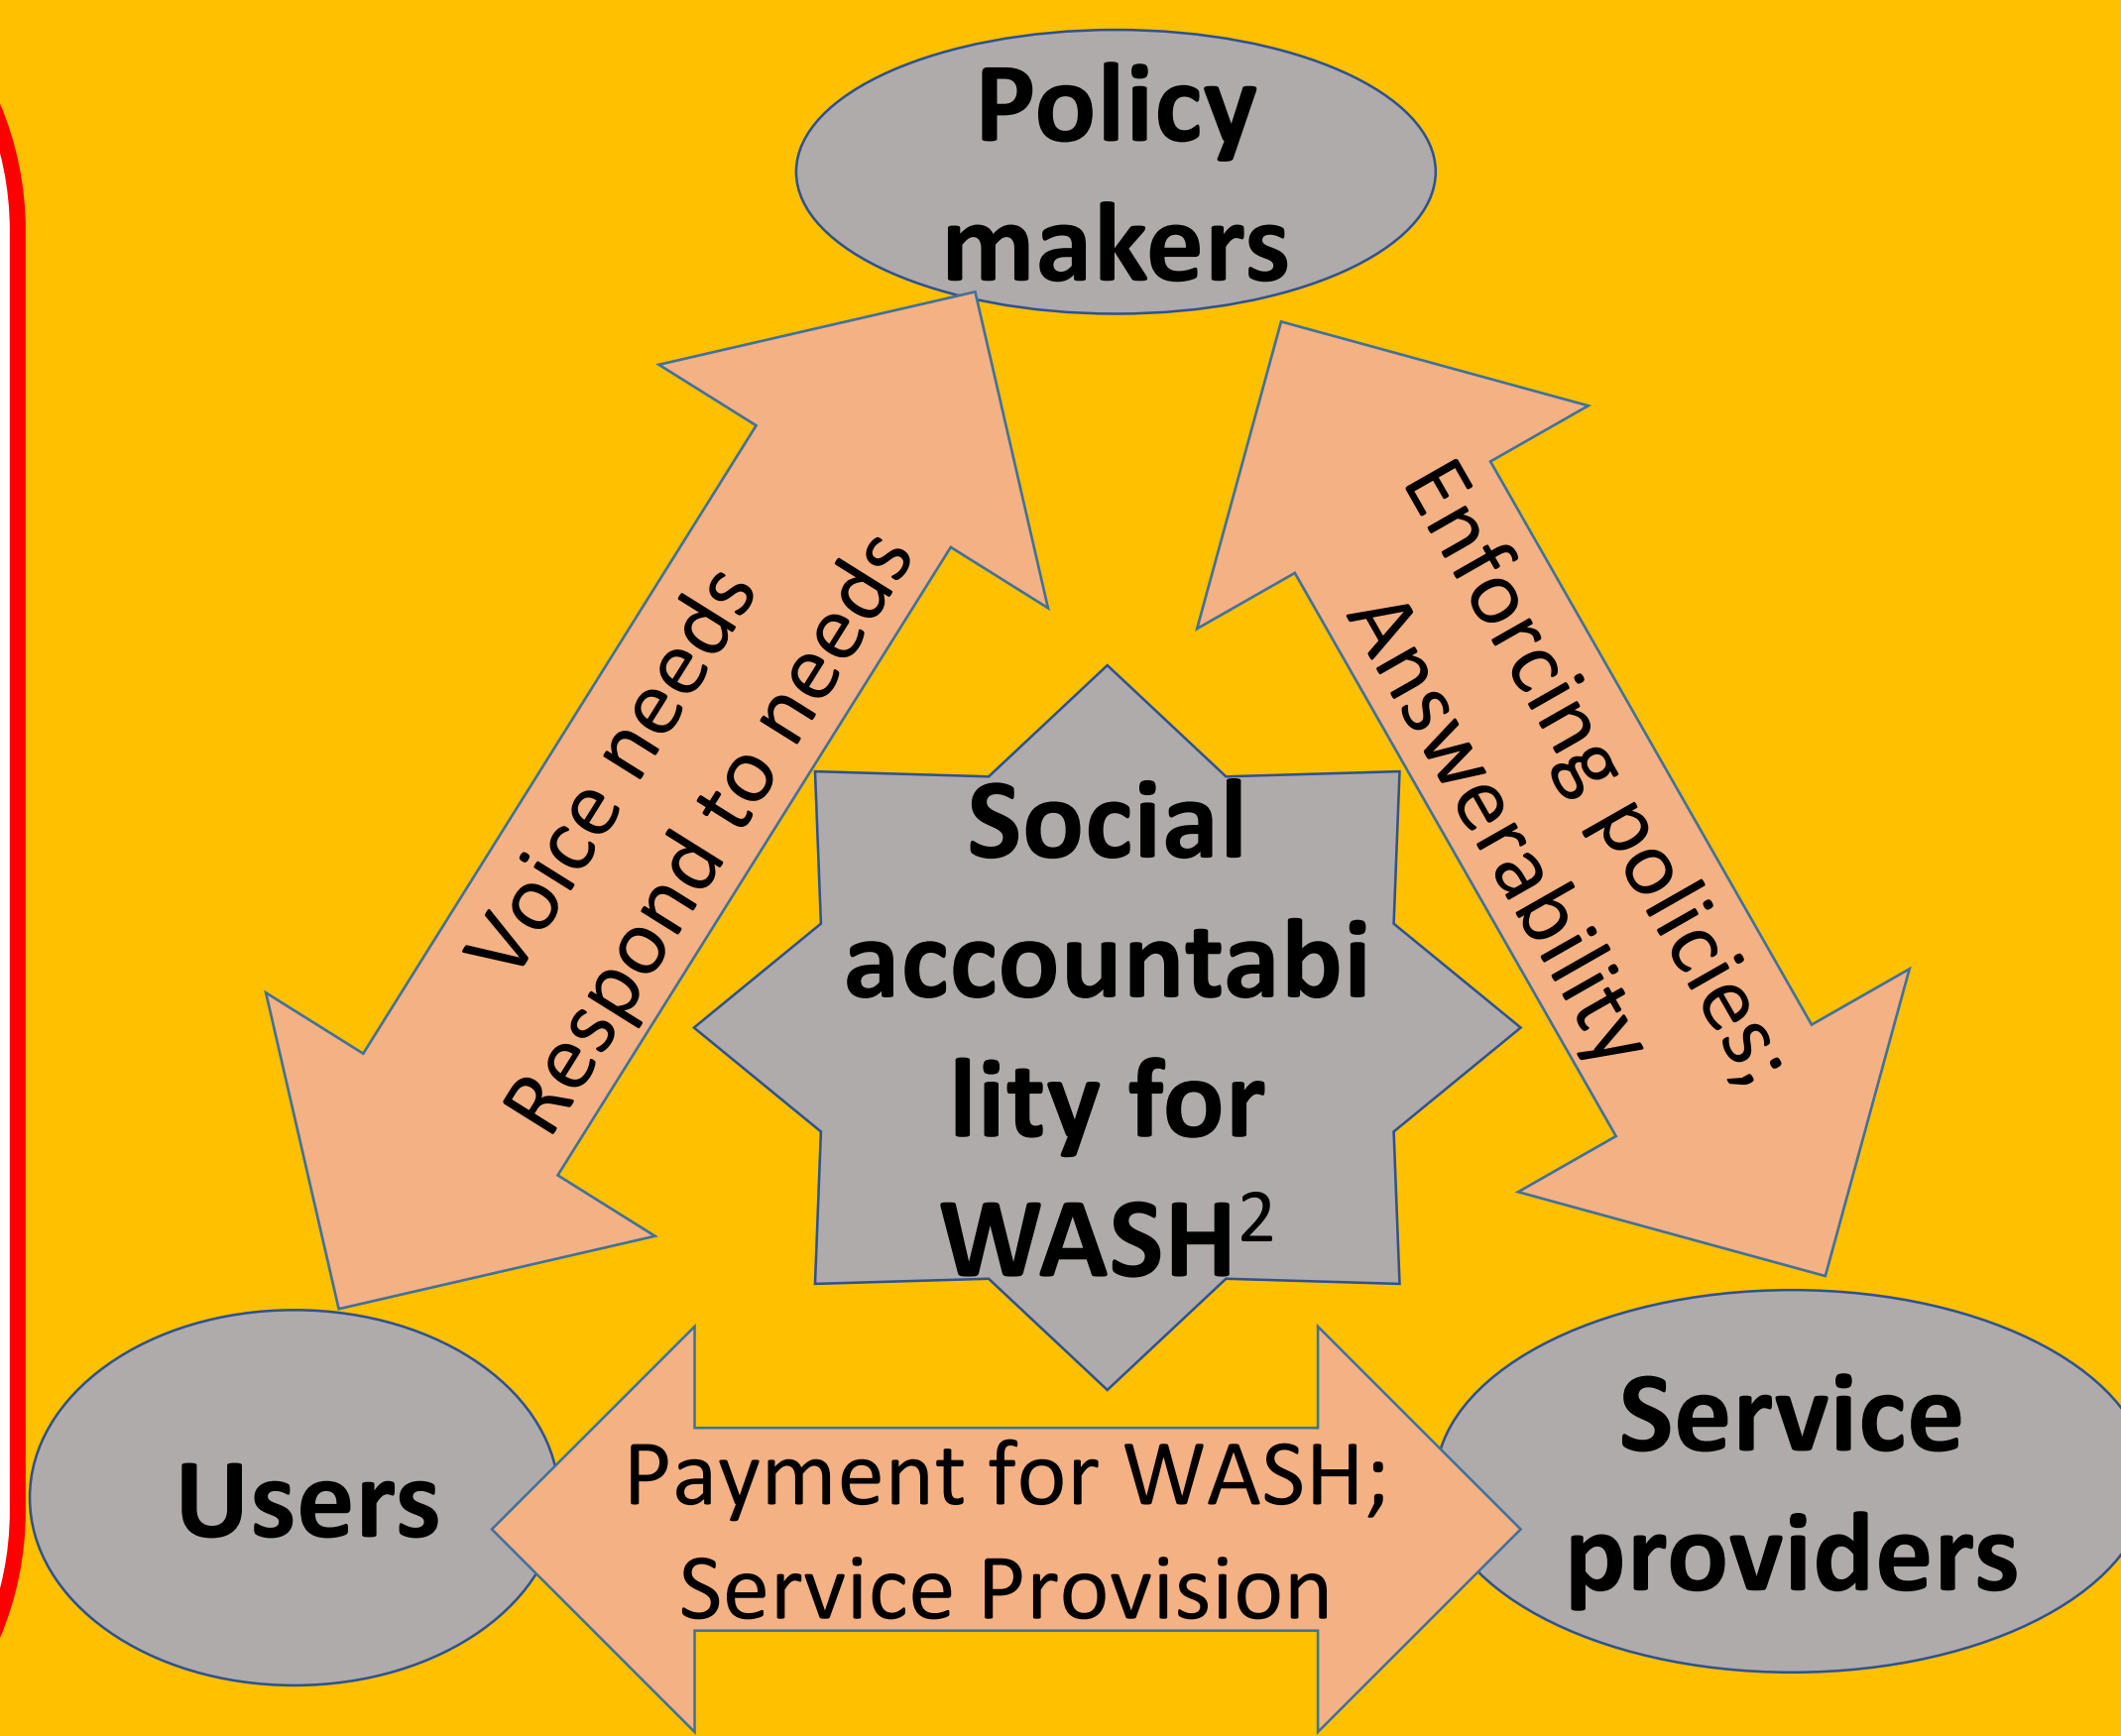 Policy
makers
Voice needs
Respond to needs
Enforcing policies;
Answerability
Social
accountabi
lity for
WASH²
Users
Payment for WASH;
Service Provision
Service
providers